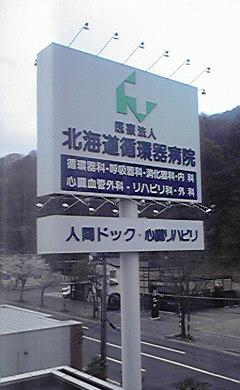 医療法人
北海道循環器病院
循環器科・呼吸器科・消化器科・内科
心臓血管外科・リハビリ科・外科
人間ドック・心臓リハビリ